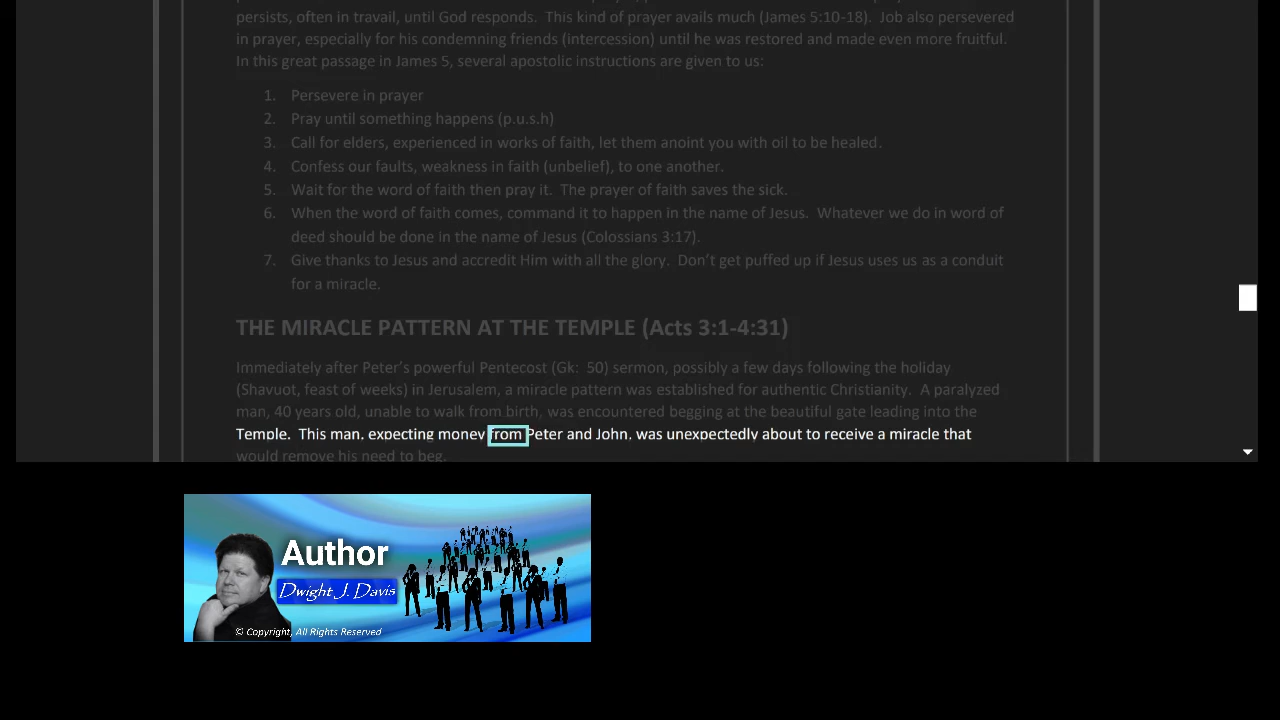 persists, often in travail, until God responds.  This kind of prayer avails much (James 5:10-18).  Job also persevered
in prayer, especially for his condemning friends (intercession) until he was restored and made even more fruitful.
In this great passage in James 5, several apostolic instructions are given to us:
1. Persevere in prayer
2. Pray until something happens (p.u.s.h)
3. Call for elders, experienced in works of faith, let them anoint you with oil to be healed.
4. Confess our faults, weakness in faith (unbelief), to one another.
5. Wait for the word of faith then pray it.  The prayer of faith saves the sick.
6. When the word of faith comes, command it to happen in the name of Jesus.  Whatever we do in word of
deed should be done in the name of Jesus (Colossians 3:17).
7. Give thanks to Jesus and accredit Him with all the glory.  Don't get puffed up if Jesus uses us as a conduit
for a miracle.
THE MIRACLE PATTERN AT THE TEMPLE (Acts 3:1-4:31)
Immediately after Peter's powerful Pentecost (Gk:  50) sermon, possibly a few days following the holiday
(Shavuot, feast of weeks) in Jerusalem, a miracle pattern was established for authentic Christianity.  A paralyzed
man, 40 years old, unable to walk from birth, was encountered begging at the beautiful gate leading into the
Temple.  This man, expecting money from Peter and John, was unexpectedly about to receive a miracle that
would remove his need to beg.
Author
Dwight J. Davis
© Copyright, All Rights Reserved